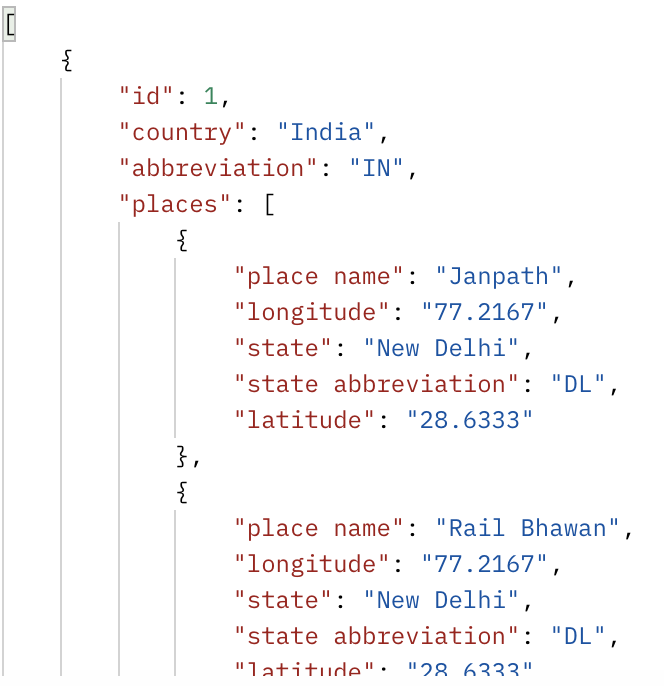 [
{
"id": 1,
"country": "India",
"abbreviation": "IN",
"places": [
{
"place name": "Janpath",
"longitude": "77.2167",
"state": "New Delhi",
"state abbreviation": "DL",
"latitude": "28.6333"
},
{
"place name": "Rail Bhawan",
"longitude": "77.2167",
"state": "New Delhi",
"state abbreviation": "DL",
"latitude": "28.6333"